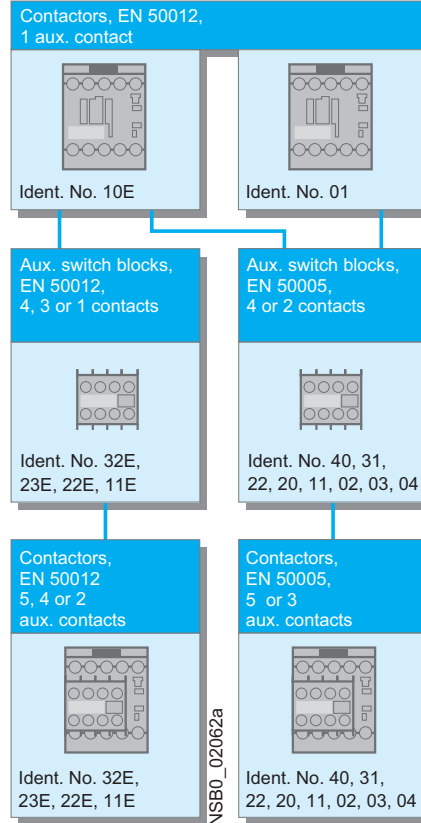 Contactors, EN 50012,
1 aux. contact
Ident. No. 10E
Ident. No. 01
Aux. switch blocks,
EN 50012,
4, 3 or 1 contacts
Aux. switch blocks,
EN 50005,
4 or 2 contacts
Ident. No. 32E,
23E, 22E, 11E
Ident. No. 40, 31,
22, 20, 11, 02, 03, 04
Contactors,
EN 50012
5, 4 or 2
aux. contacts
Contactors,
EN 50005,
5 or 3
aux. contacts
Ident. No. 32E,
23E, 22E, 11E
NSB0_02062a
Ident. No. 40, 31,
22, 20, 11, 02, 03, 04